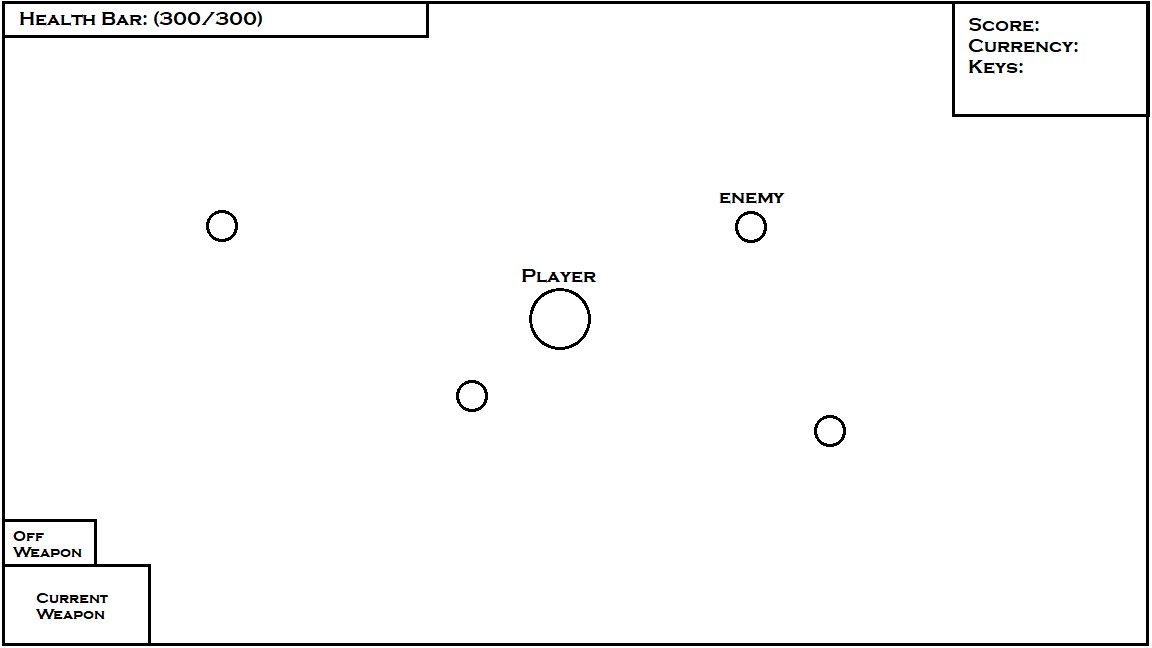 Health Bar: (300/300)
Score:
Currency:
Keys:
enemy
Player
Off
Weapon
Current
Weapon